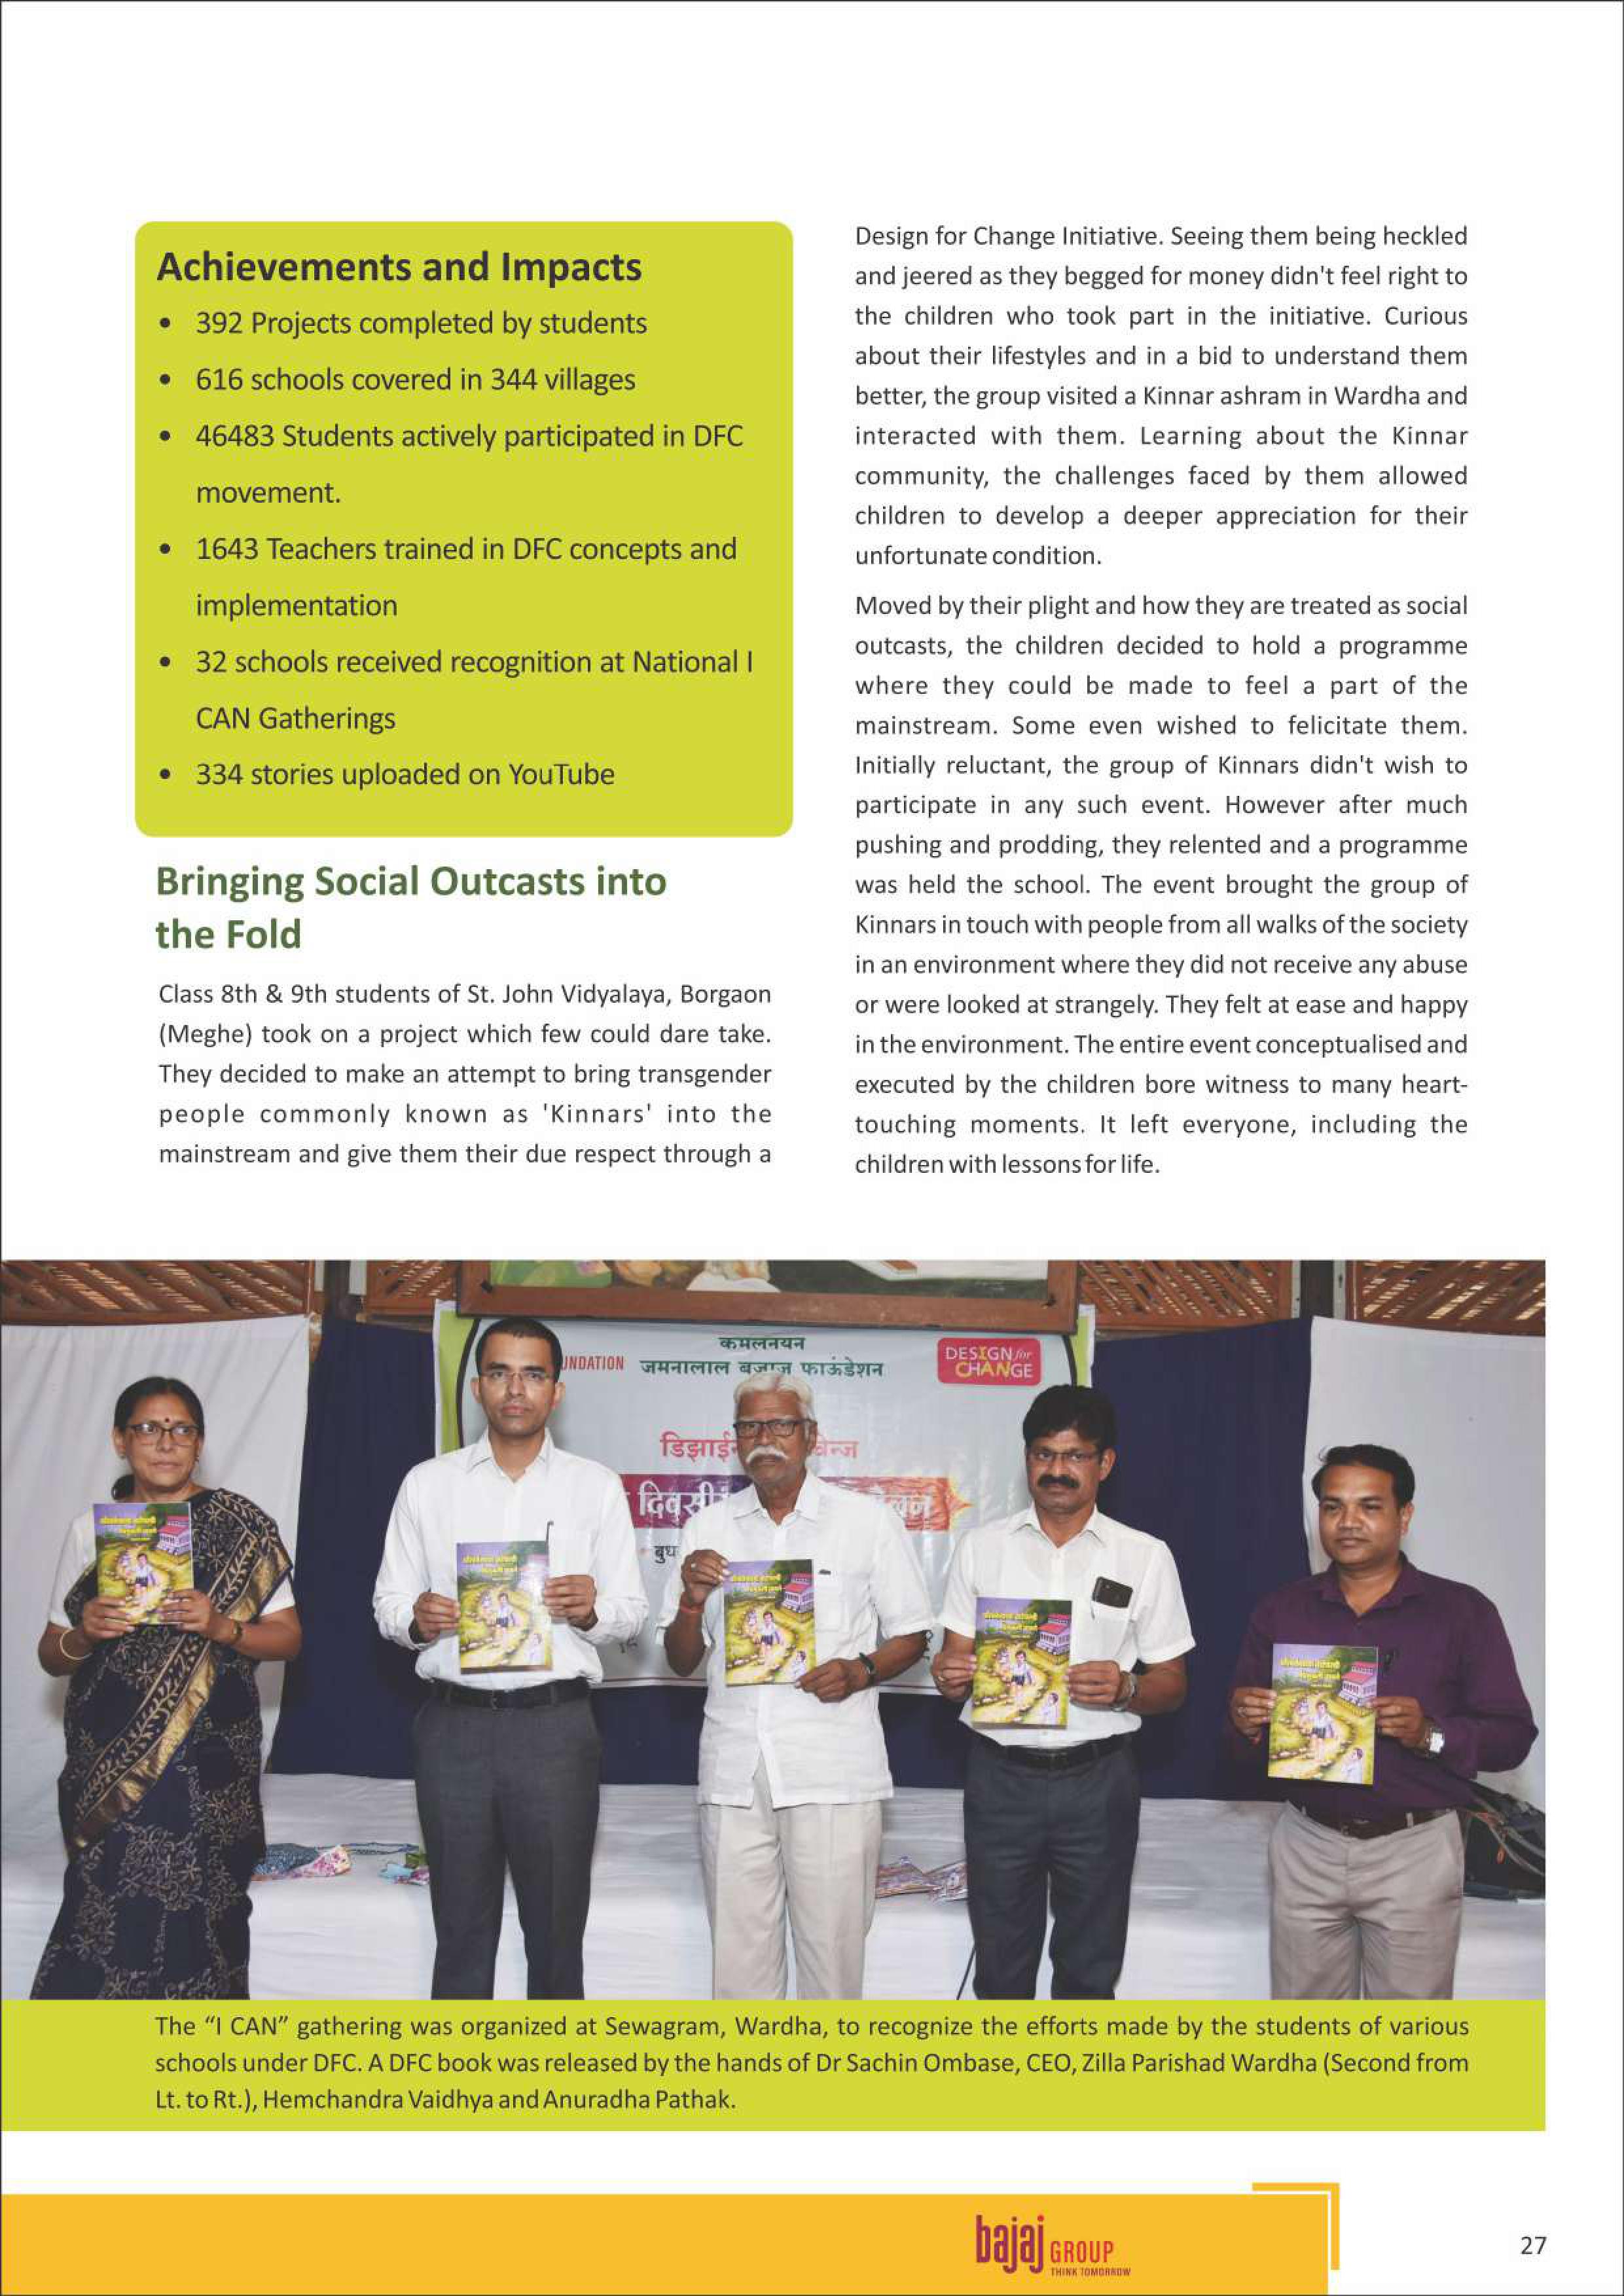 Achievements and Impacts
• 392 Projects completed by students
• 616 schools covered in 344 villages
• 46483 Students actively participated in DFC
movement.
• 1643 Teachers trained in DFC concepts and
implementation
• 32 schools received recognition at National I
CAN Gatherings
• 334 stories uploaded on YouTube
Bringing Social Outcasts into
the Fold
Class 8th & 9th students of St. John Vidyalaya, Borgaon
(Meghe) took on a project which few could dare take.
They decided to make an attempt to bring transgender
people commonly known as 'Kinnars' into the
mainstream and give them their due respect through a
Design for Change Initiative. Seeing them being heckled
and jeered as they begged for money didn't feel right to
the children who took part in the initiative. Curious
about their lifestyles and in a bid to understand them
better, the group visited a Kinnar ashram in Wardha and
interacted with them. Learning about the Kinnar
community, the challenges faced by them allowed
children to develop a deeper appreciation for their
unfortunate condition.
Moved by their plight and how they are treated as social
outcasts, the children decided to hold a programme
where they could be made to feel a part of the
mainstream. Some even wished to felicitate them.
Initially reluctant, the group of Kinnars didn't wish to
participate in any such event. However after much
pushing and prodding, they relented and a programme
was held the school. The event brought the group of
Kinnars in touch with people from all walks of the society
in an environment where they did not receive any abuse
or were looked at strangely. They felt at ease and happy
in the environment. The entire event conceptualised and
executed by the children bore witness to many heart-
touching moments. It left everyone, including the
children with lessons for life.
कमलनयन
UNDATION जमनालाल बजाज फाऊंडेशन
DESIGN for
CHANGE
डिझाई
दिवसी
बुध
The “I CAN” gathering was organized at Sewagram, Wardha, to recognize the efforts made by the students of various
schools under DFC. A DFC book was released by the hands of Dr Sachin Ombase, CEO, Zilla Parishad Wardha (Second from
Lt. to Rt.), Hemchandra Vaidhya and Anuradha Pathak.
bajaj GROUP
THINK TOMORROW
27